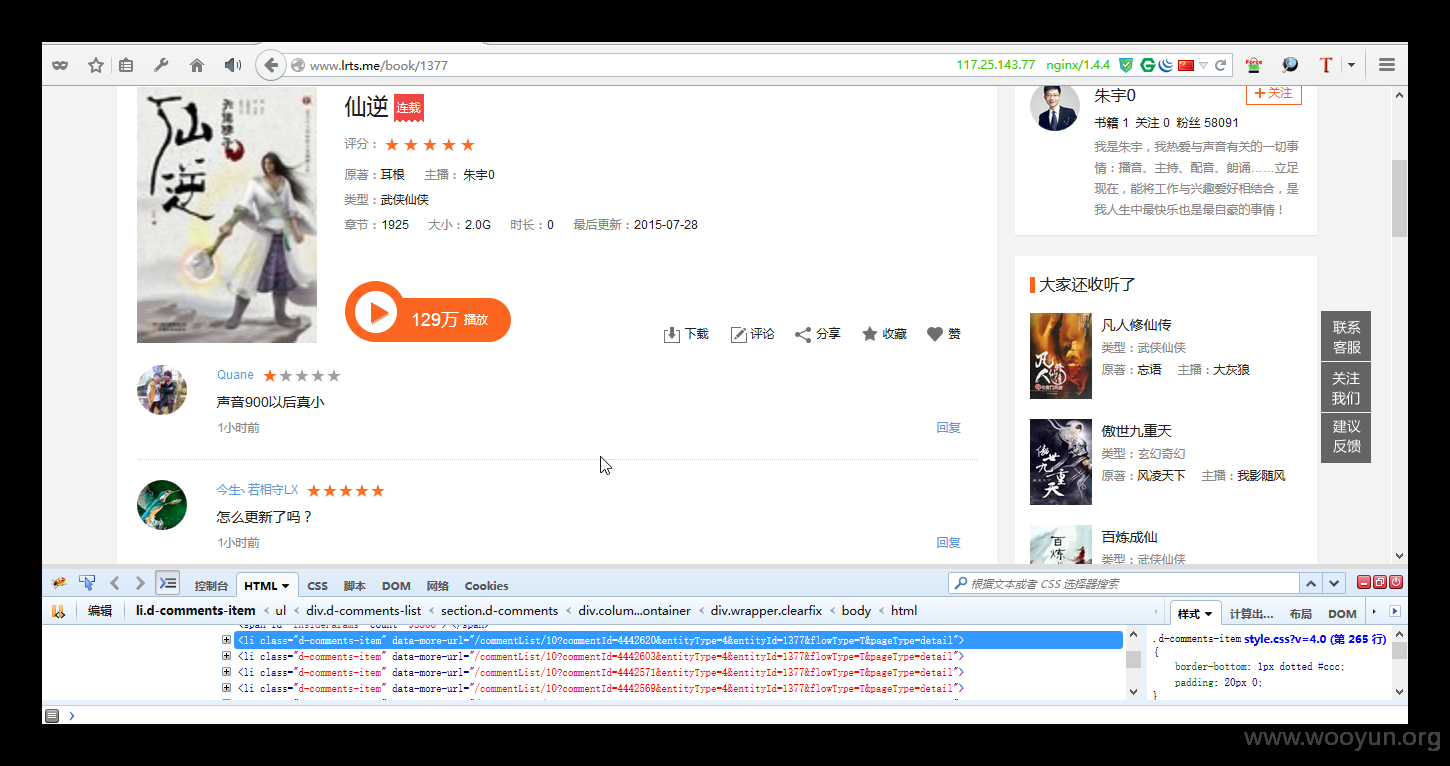 www.lrts.me/book/1377
117.25.143.77 nginx/1.4.4
仙逆 连载
评分：
原著：耳根 主播：朱宇0
类型：武侠仙侠
章节：1925 大小：2.0G 时长：0 最后更新：2015-07-28
129万 播放
下载 评论 分享 收藏 赞
Quane
声音900以后真小
1小时前 回复
今生、若相守LX
怎么更新了吗？
1小时前 回复
朱宇0 +关注
书籍 1 关注 0 粉丝 58091
我是朱宇，我热爱与声音有关的一切事
情：播音、主持、配音、朗诵……立足
现在，能将工作与兴趣爱好相结合，是
我人生中最快乐也是最自豪的事情！
大家还收听了
凡人修仙传
类型：武侠仙侠
原著：忘语 主播：大灰狼
傲世九重天
类型：玄幻奇幻
原著：风凌天下 主播：我影随风
百炼成仙
类型：武侠仙侠
联系
客服
关注
我们
建议
反馈
控制台 HTML CSS 脚本 DOM 网络 Cookies
根据文本或者 CSS 选择器搜索
编辑 li.d-comments-item < ul < div.d-comments-list < section.d-comments < div.colum...ontainer < div.wrapper.clearfix < body < html
样式 计算出... 布局 DOM
<li class="d-comments-item" data-more-url="/commentList/10?commentId=4442620&entityType=4&entityId=1377&flowType=T&pageType=detail">
<li class="d-comments-item" data-more-url="/commentList/10?commentId=4442603&entityType=4&entityId=1377&flowType=T&pageType=detail">
<li class="d-comments-item" data-more-url="/commentList/10?commentId=4442571&entityType=4&entityId=1377&flowType=T&pageType=detail">
<li class="d-comments-item" data-more-url="/commentList/10?commentId=4442569&entityType=4&entityId=1377&flowType=T&pageType=detail">
.d-comments-item style.css?v=4.0 (第 265 行)
{
border-bottom: 1px dotted #ccc;
padding: 20px 0;
}
www.wooyun.org